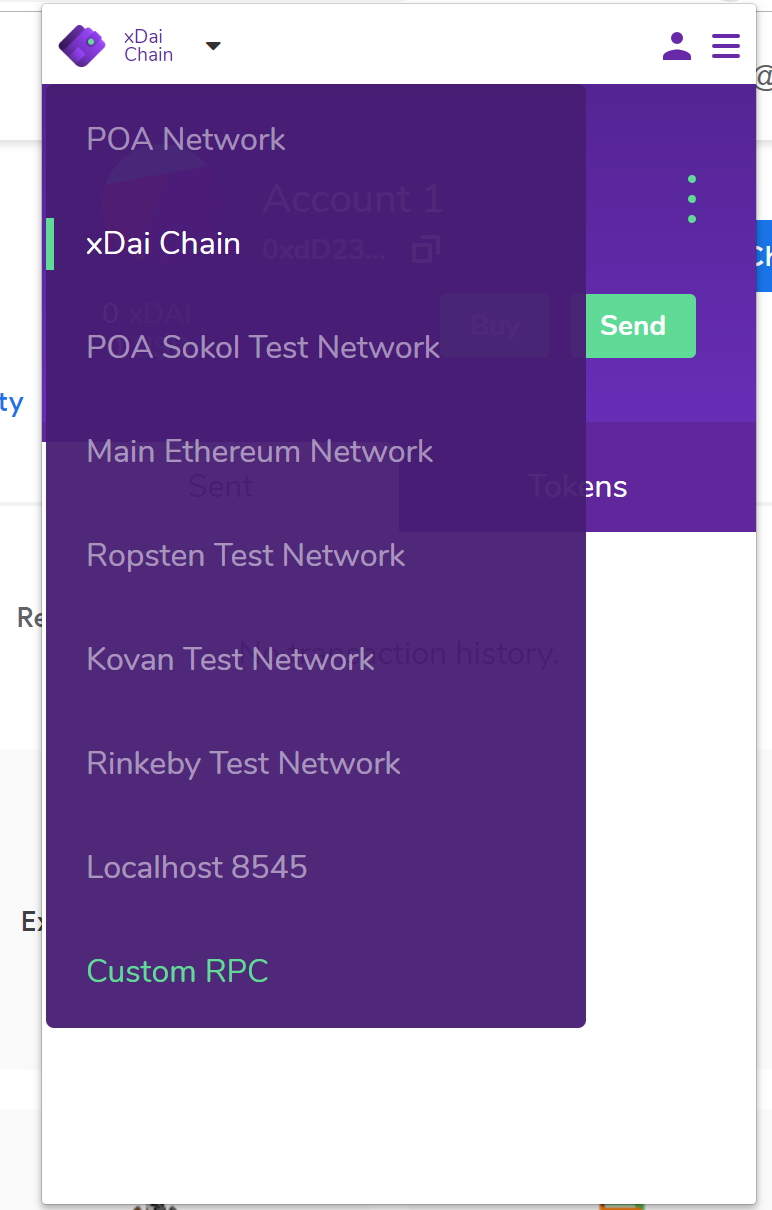 xDai
Chain
@
POA Network
Account 1
xDai Chain
0xdD23...
0 xDAI
Buy
Send
POA Sokol Test Network
ty
Main Ethereum Network
Sent
Tokens
Ropsten Test Network
Re
No transaction history.
Kovan Test Network
Rinkeby Test Network
Localhost 8545
Custom RPC